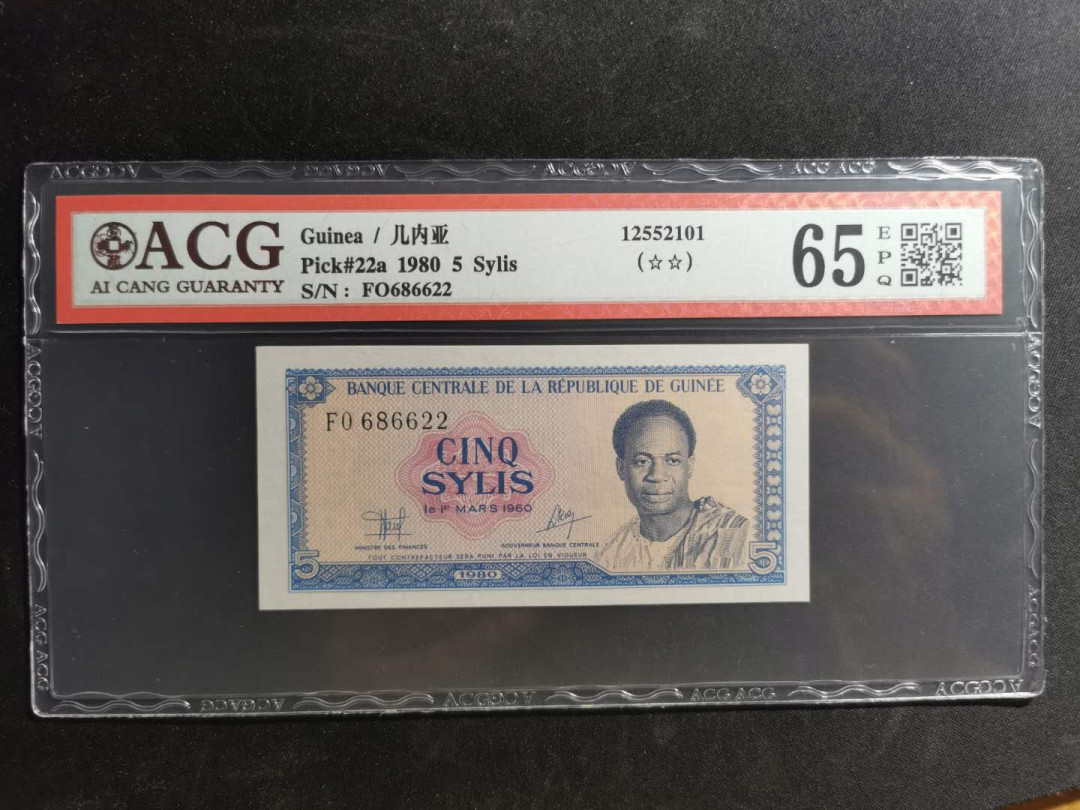 ACG
AI CANG GUARANTY
Guinea / 几内亚
Pick#22a 1980 5 Sylis
S/N: FO686622
12552101
(☆☆)
65
EPQ
BANQUE CENTRALE DE LA RÉPUBLIQUE DE GUINÉE
FO 686622
CINQ
SYLIS
le 1er MARS 1960
MINISTRE DES FINANCES
GOUVERNEUR BANQUE CENTRALE
TOUT CONTREFACTEUR SERA PUNI PAR LA LOI EN VIGUEUR
5
1980
5